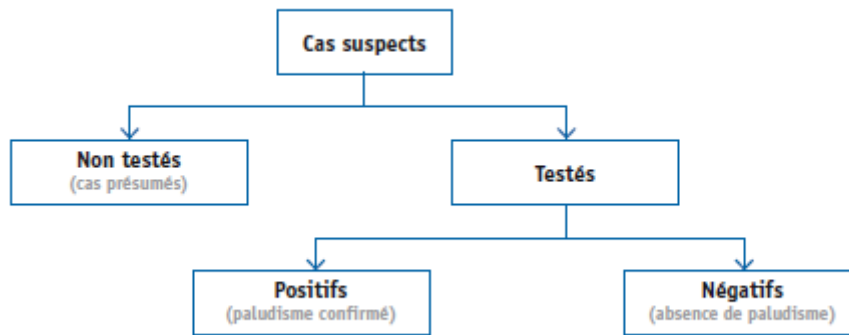 Cas suspects
Non testés
(cas présumés)
Testés
Positifs
(paludisme confirmé)
Négatifs
(absence de paludisme)